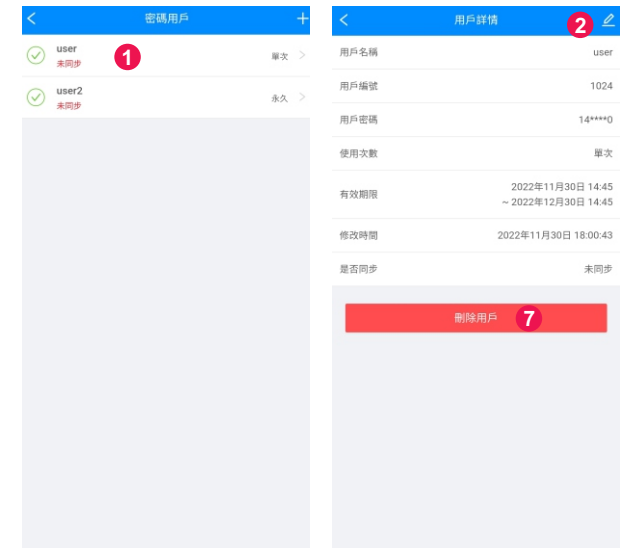 密碼用戶
user
未同步
1
單次
user2
未同步
永久
用戶詳情
2
用戶名稱 user
用戶編號 1024
用戶密碼 14****0
使用次數 單次
有效期限 2022年11月30日 14:45
~ 2022年12月30日 14:45
修改時間 2022年11月30日 18:00:43
是否同步 未同步
刪除用戶 7